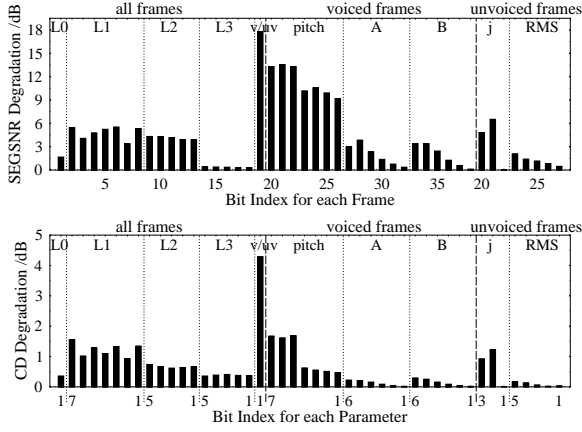 all frames voiced frames unvoiced frames
L0 L1 L2 L3 v/uv pitch A B j RMS
SEGSNR Degradation /dB
18
15
12
9
6
3
0
5 10 15 20 25 30 35 20 25
Bit Index for each Frame
all frames voiced frames unvoiced frames
L0 L1 L2 L3 v/uv pitch A B j RMS
CD Degradation /dB
5
4
3
2
1
0
1 7 1 5 1 5 1 1 7 1 6 1 6 1 3 1 5 1
Bit Index for each Parameter